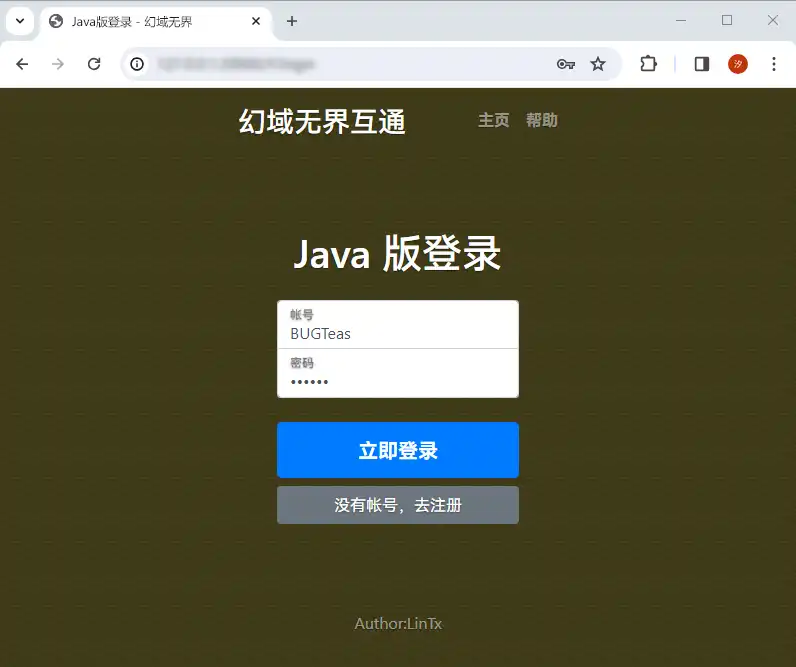 Java版登录 - 幻域无界
幻域无界互通
主页 帮助
Java 版登录
帐号
BUGTeas
密码
••••••
立即登录
没有帐号，去注册
Author:LinTx